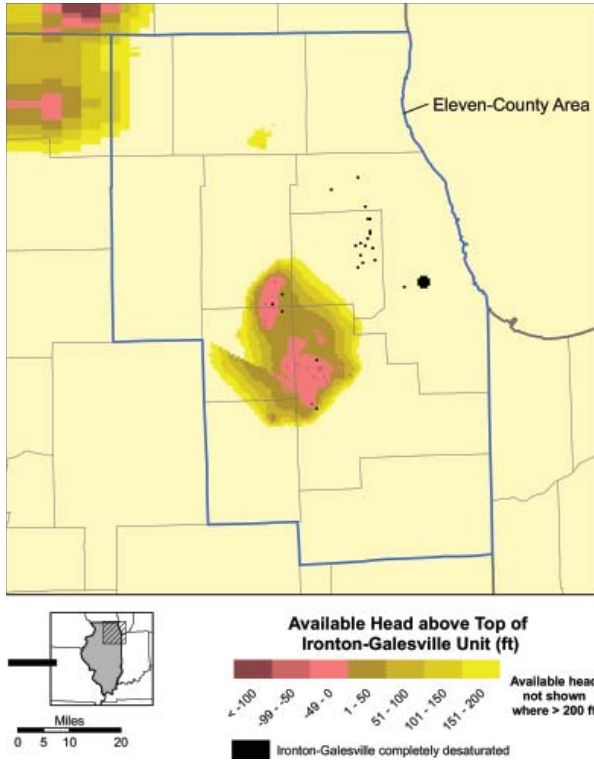 Eleven-County Area
Available Head above Top of
Ironton-Galesville Unit (ft)
< -100
-99 - -50
-49 - 0
1 - 50
51 - 100
101 - 150
151 - 200
Available head
not shown
where > 200 ft
Miles
0 5 10 20
Ironton-Galesville completely desaturated